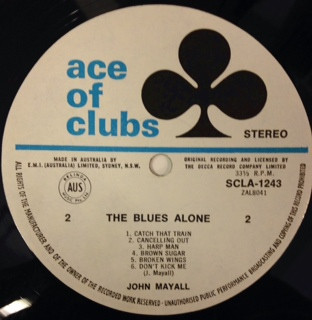 ace
of
clubs
STEREO
MADE IN AUSTRALIA BY
E.M.I. (AUSTRALIA) LIMITED, SYDNEY, N.S.W.
ORIGINAL RECORDING AND LICENSED BY
THE DECCA RECORD COMPANY LIMITED
33⅓ R.P.M.
SCLA-1243
ZAL8041
BELINDA
AUS
MUSIC PTY. LTD.
2
THE BLUES ALONE
2
1. CATCH THAT TRAIN
2. CANCELLING OUT
3. HARP MAN
4. BROWN SUGAR
5. BROKEN WINGS
6. DON'T KICK ME
(J. Mayall)
JOHN MAYALL
ALL RIGHTS OF THE MANUFACTURER AND OF THE OWNER OF THE RECORDED WORK RESERVED - UNAUTHORISED PUBLIC PERFORMANCE, BROADCASTING AND COPYING OF THIS RECORD PROHIBITED